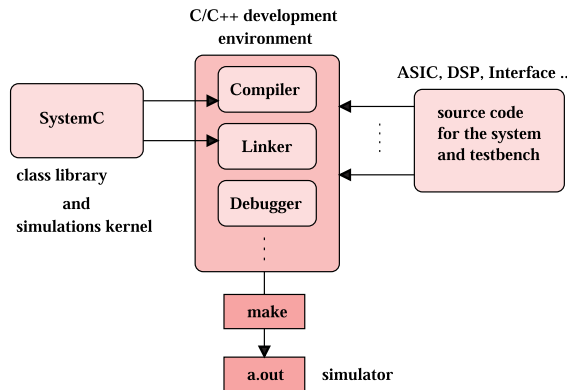 C/C++ development
environment
ASIC, DSP, Interface ..
SystemC
Compiler
Linker
Debugger
source code
for the system
and testbench
class library
and
simulations kernel
make
a.out
simulator